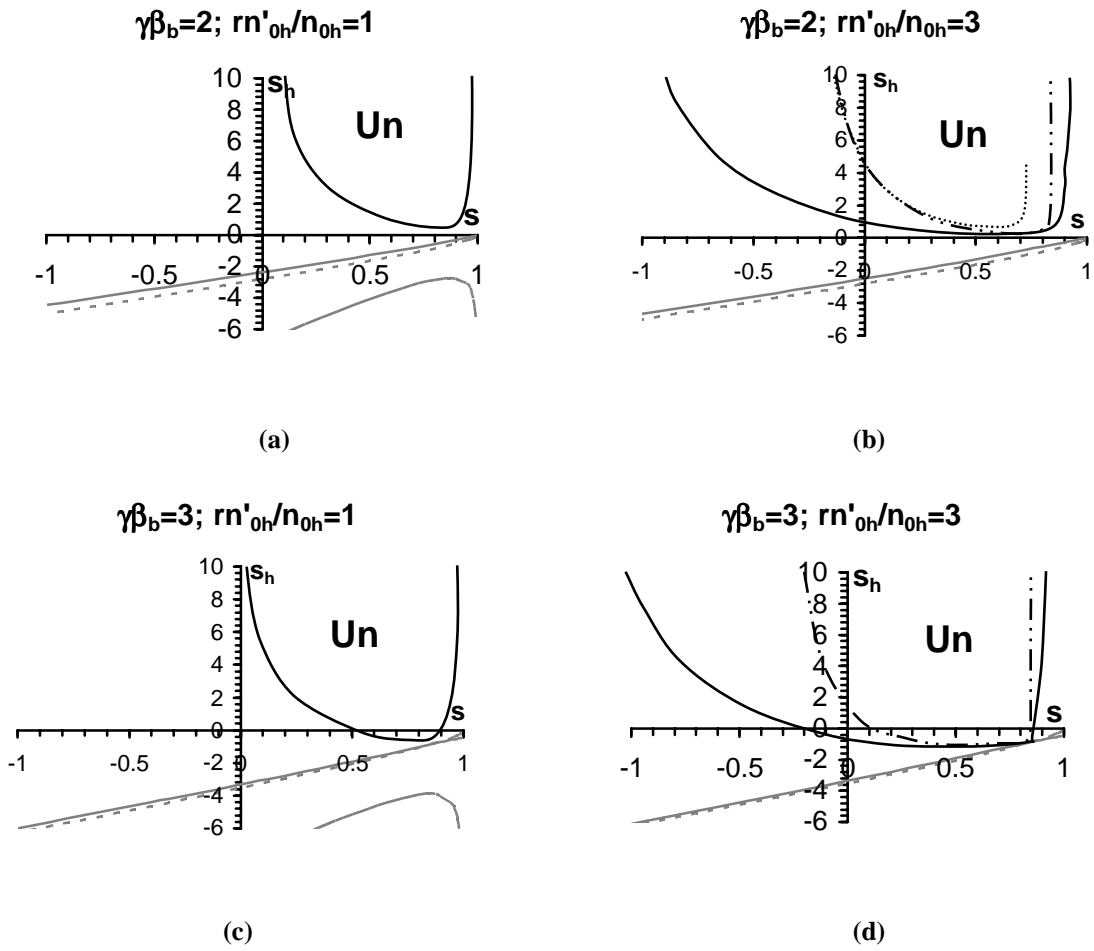 γβb=2; rn'0h/n0h=1
10
8
6
4
2
0
-2
-4
-6
sh
Un
s
-1
-0.5
0
0.5
1
(a)
γβb=2; rn'0h/n0h=3
10
8
6
4
2
0
-2
-4
-6
sh
Un
s
-1
-0.5
0
0.5
1
(b)
γβb=3; rn'0h/n0h=1
10
8
6
4
2
0
-2
-4
-6
sh
Un
s
-1
-0.5
0
0.5
1
(c)
γβb=3; rn'0h/n0h=3
10
8
6
4
2
0
-2
-4
-6
sh
Un
s
-1
-0.5
0
0.5
1
(d)